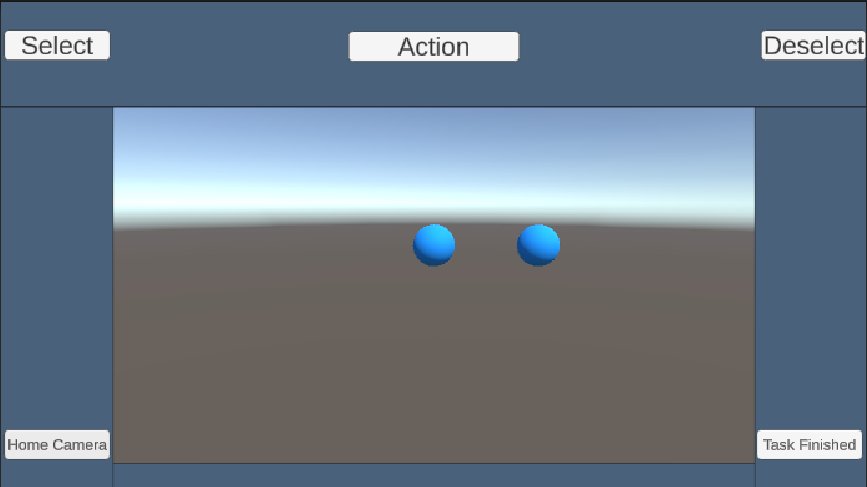 Select
Action
Deselect
Home Camera
Task Finished